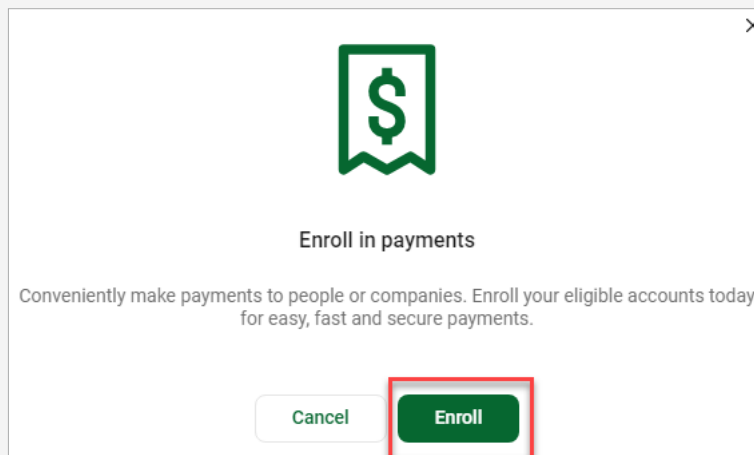 $
Enroll in payments
Conveniently make payments to people or companies. Enroll your eligible accounts today
for easy, fast and secure payments.
Cancel
Enroll